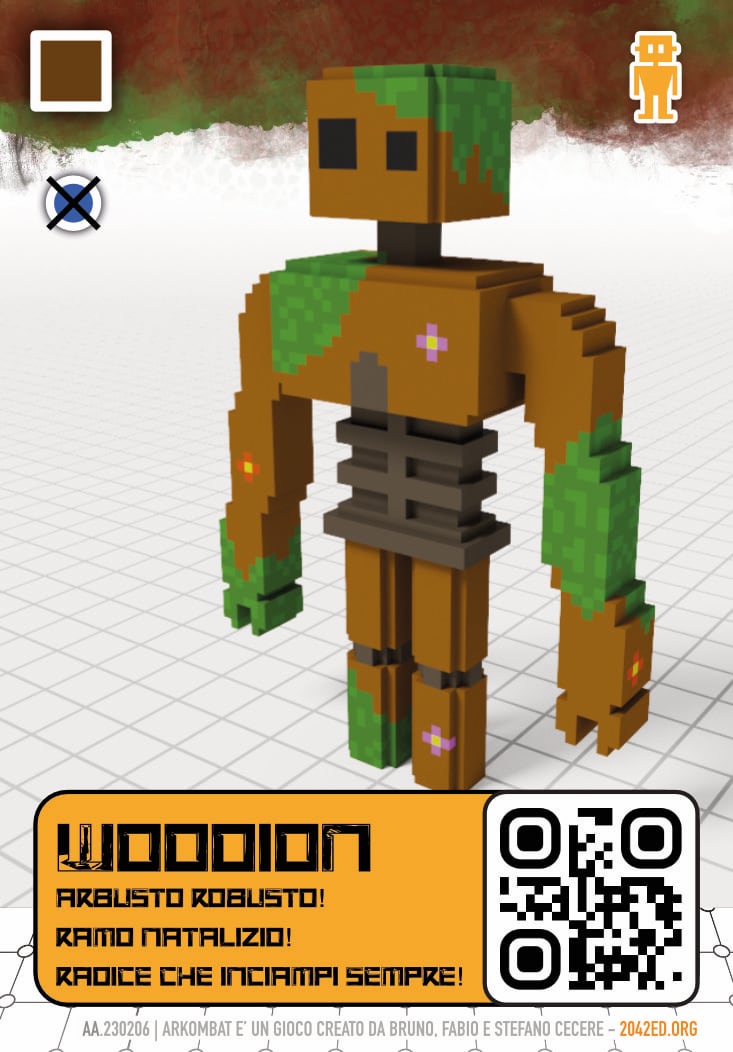 WOODION
ARBUSTO ROBUSTO!
RAMO NATALIZIO!
RADICE CHE INCIAMPI SEMPRE!
AA.230206 | ARKOMBAT E' UN GIOCO CREATO DA BRUNO, FABIO E STEFANO CECERE – 2042ED.ORG